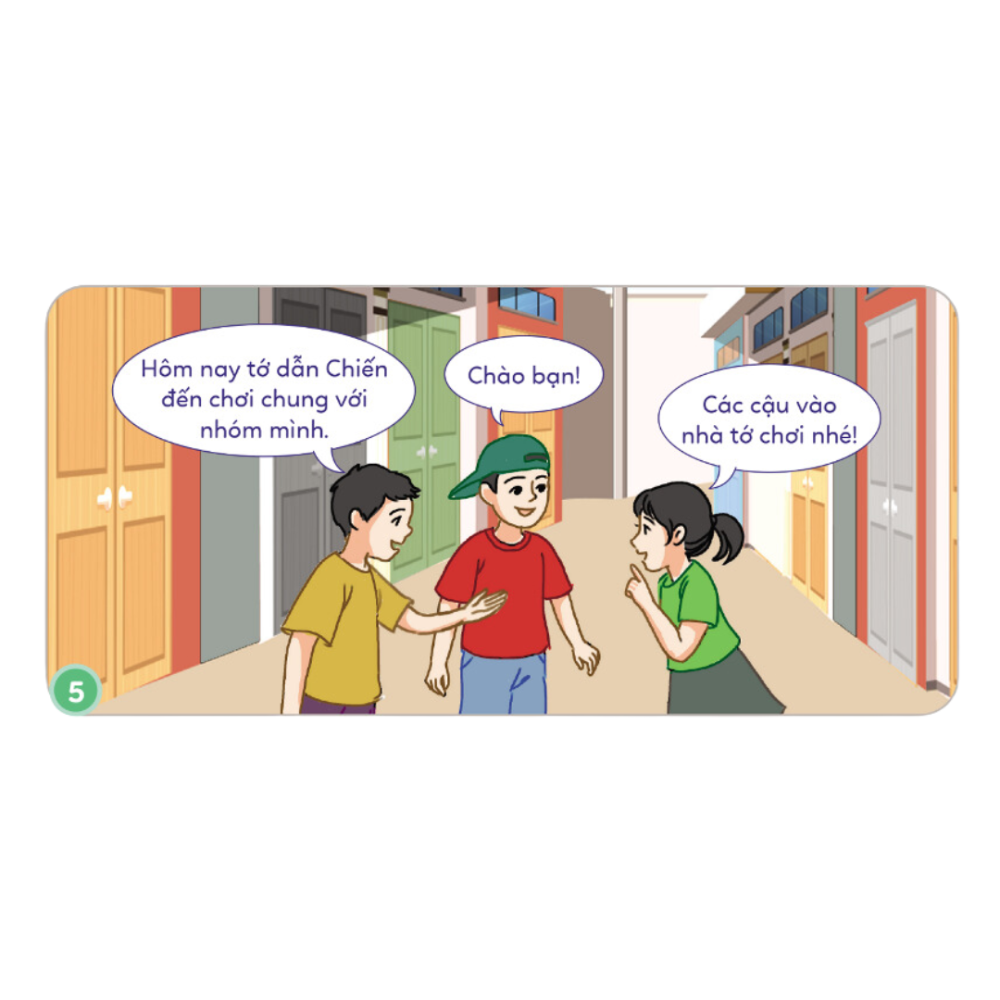 Hôm nay tớ dẫn Chiến
đến chơi chung với
nhóm mình.
Chào bạn!
Các cậu vào
nhà tớ chơi nhé!
5